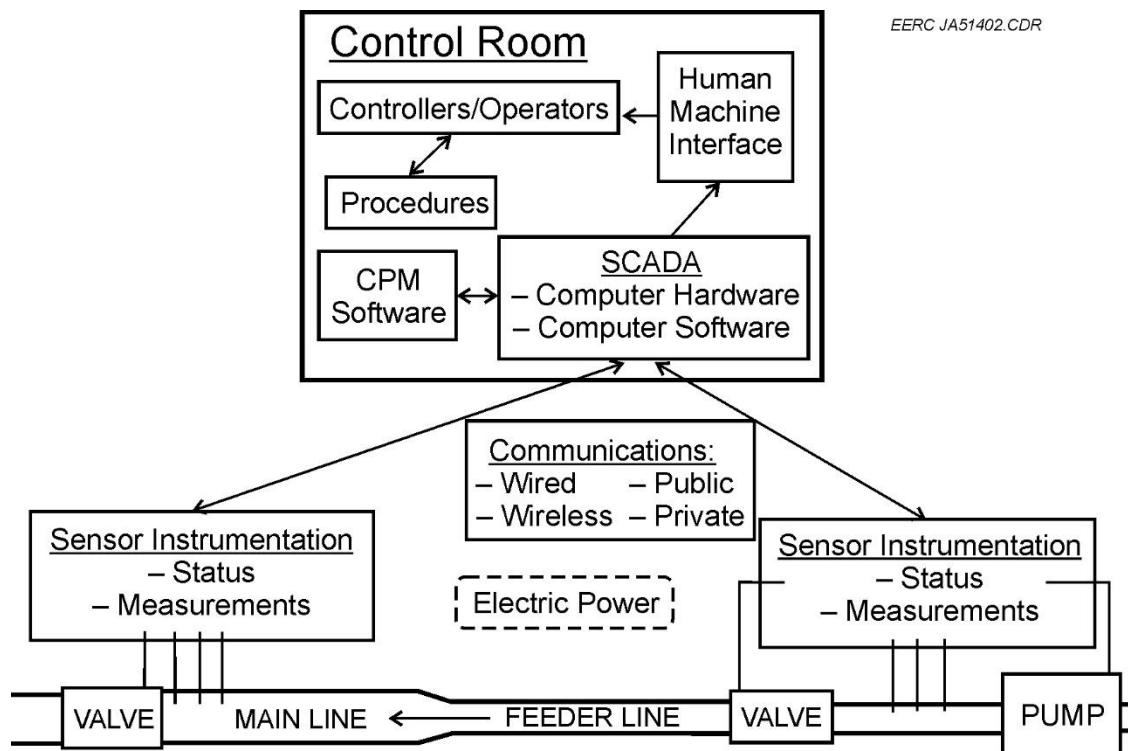 EERC JA51402.CDR
Control Room
Controllers/Operators
Human
Machine
Interface
Procedures
CPM
Software
SCADA
– Computer Hardware
– Computer Software
Communications:
– Wired – Public
– Wireless – Private
Sensor Instrumentation
– Status
– Measurements
Electric Power
Sensor Instrumentation
– Status
– Measurements
VALVE
MAIN LINE
FEEDER LINE
VALVE
PUMP